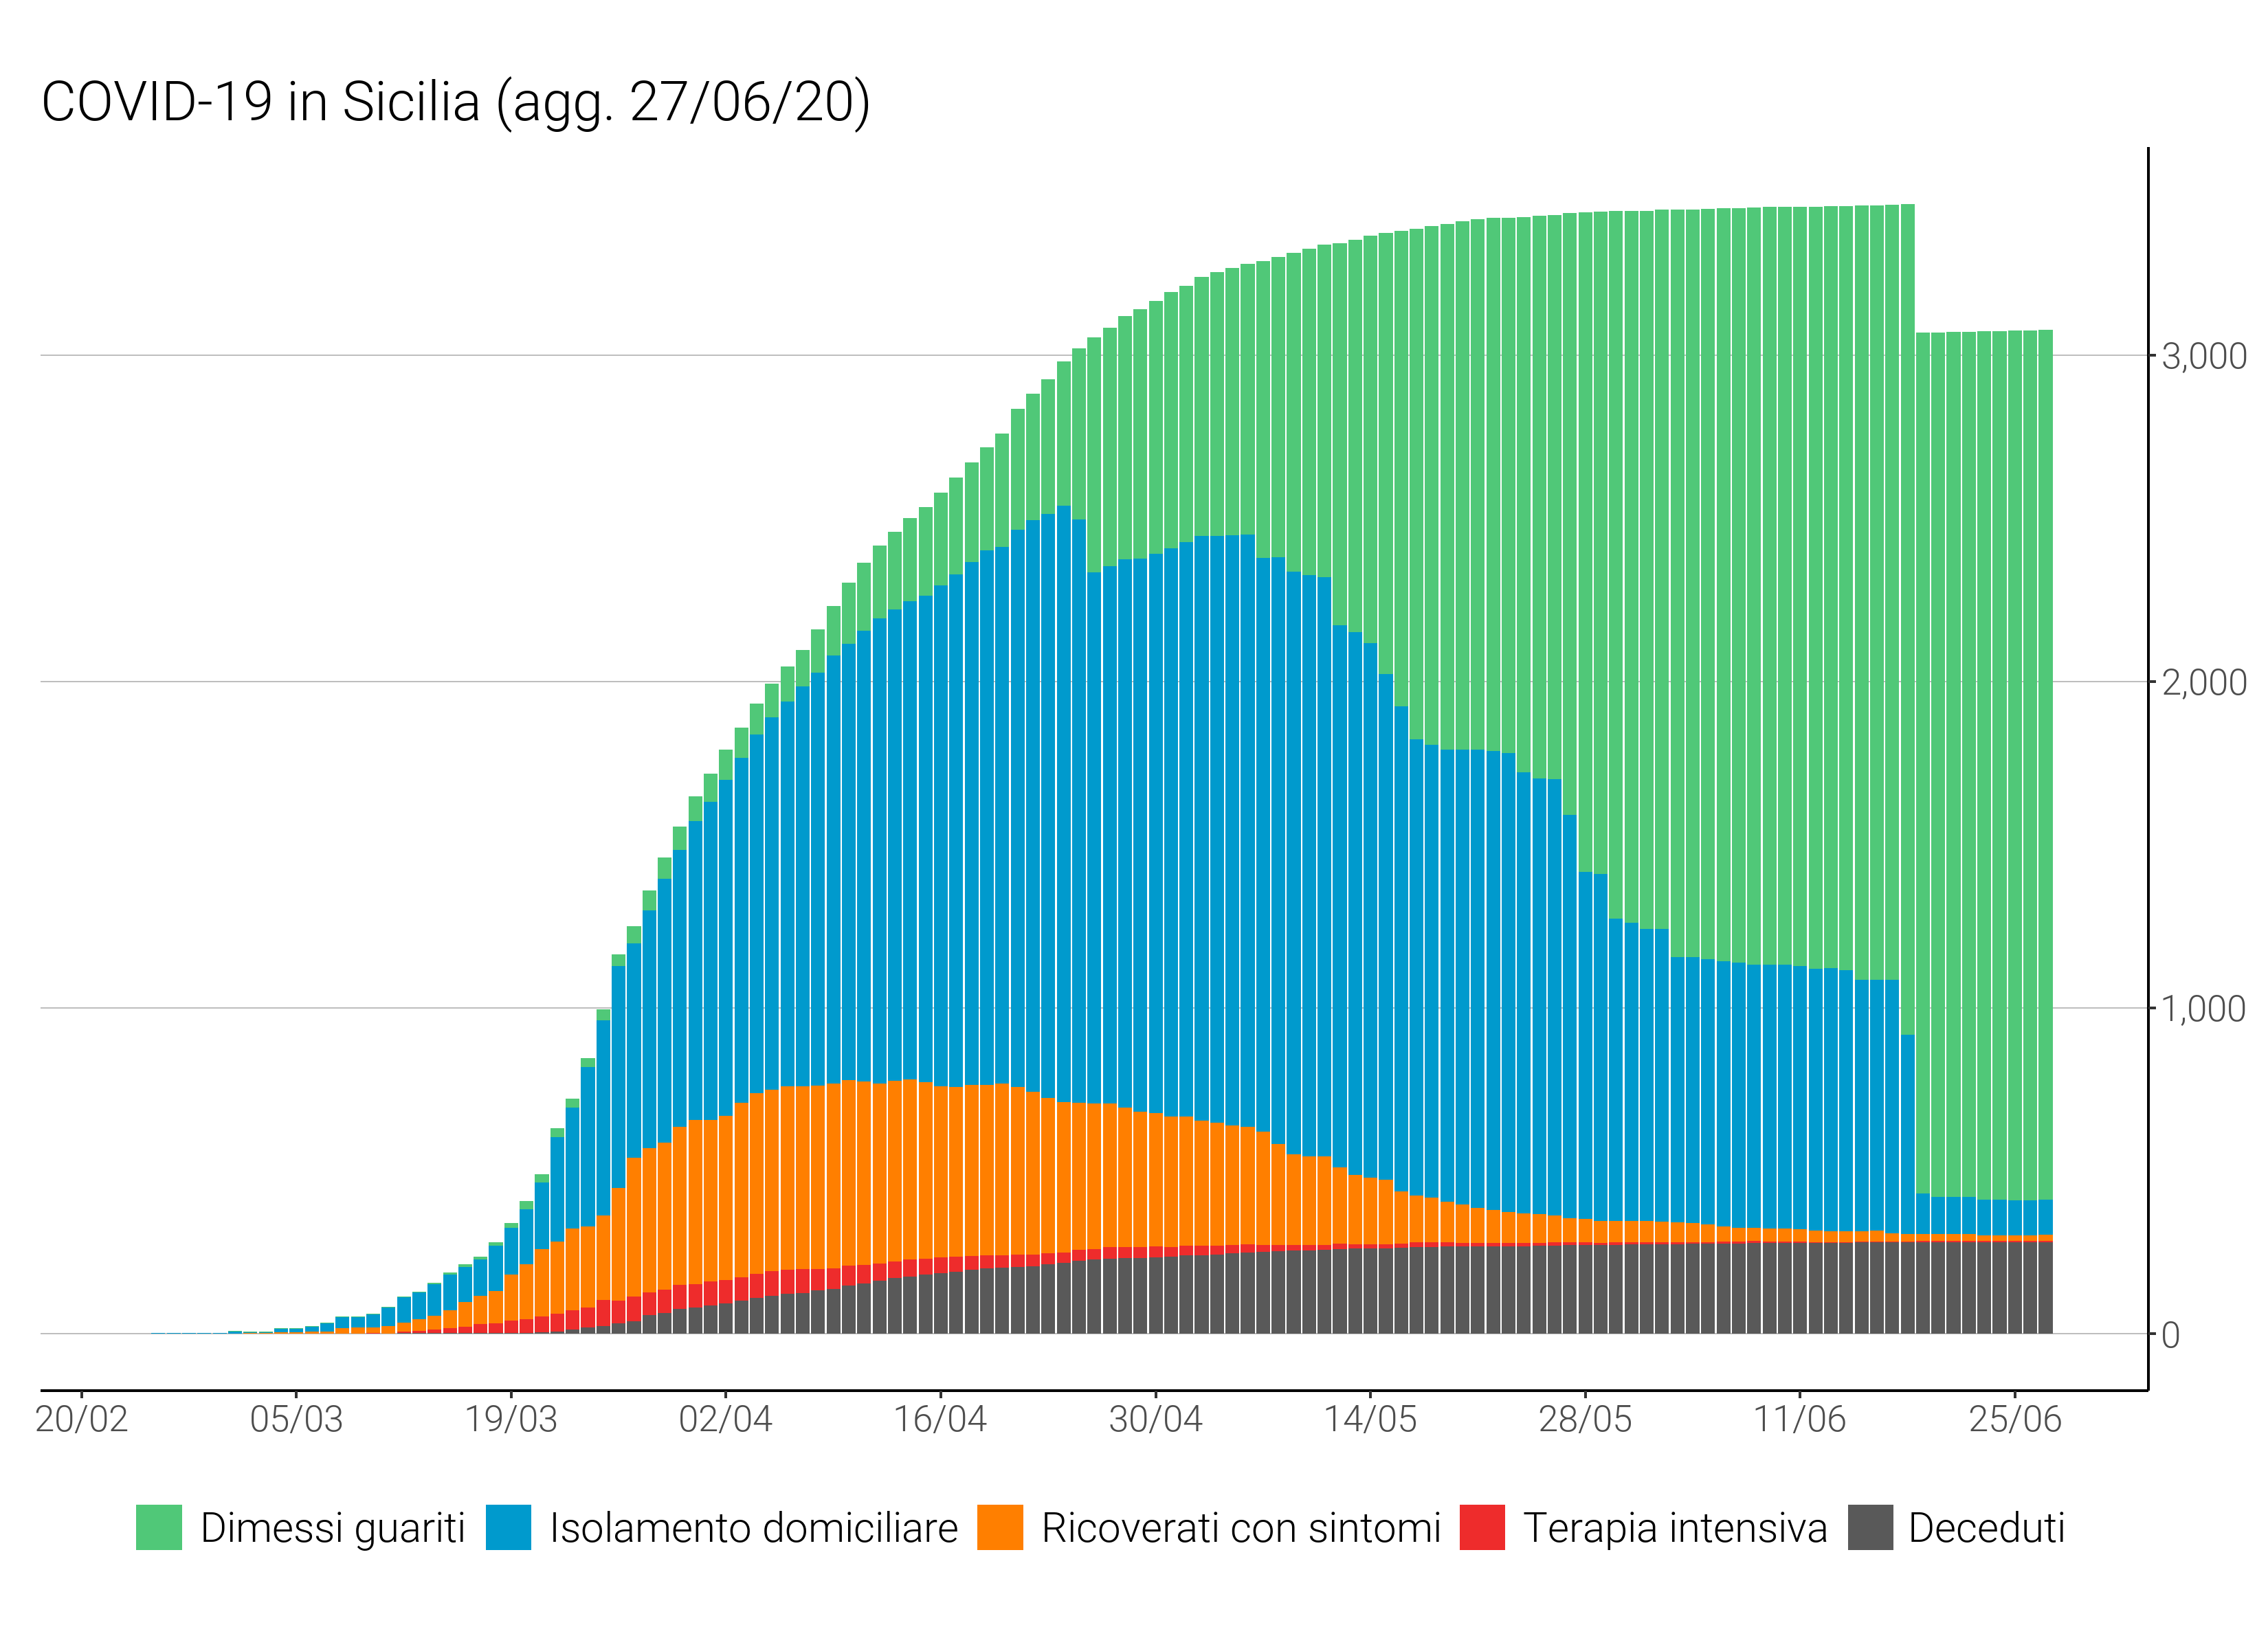 COVID-19 in Sicilia (agg. 27/06/20)
3,000
2,000
1,000
0
20/02 05/03 19/03 02/04 16/04 30/04 14/05 28/05 11/06 25/06
Dimessi guariti Isolamento domiciliare Ricoverati con sintomi Terapia intensiva Deceduti